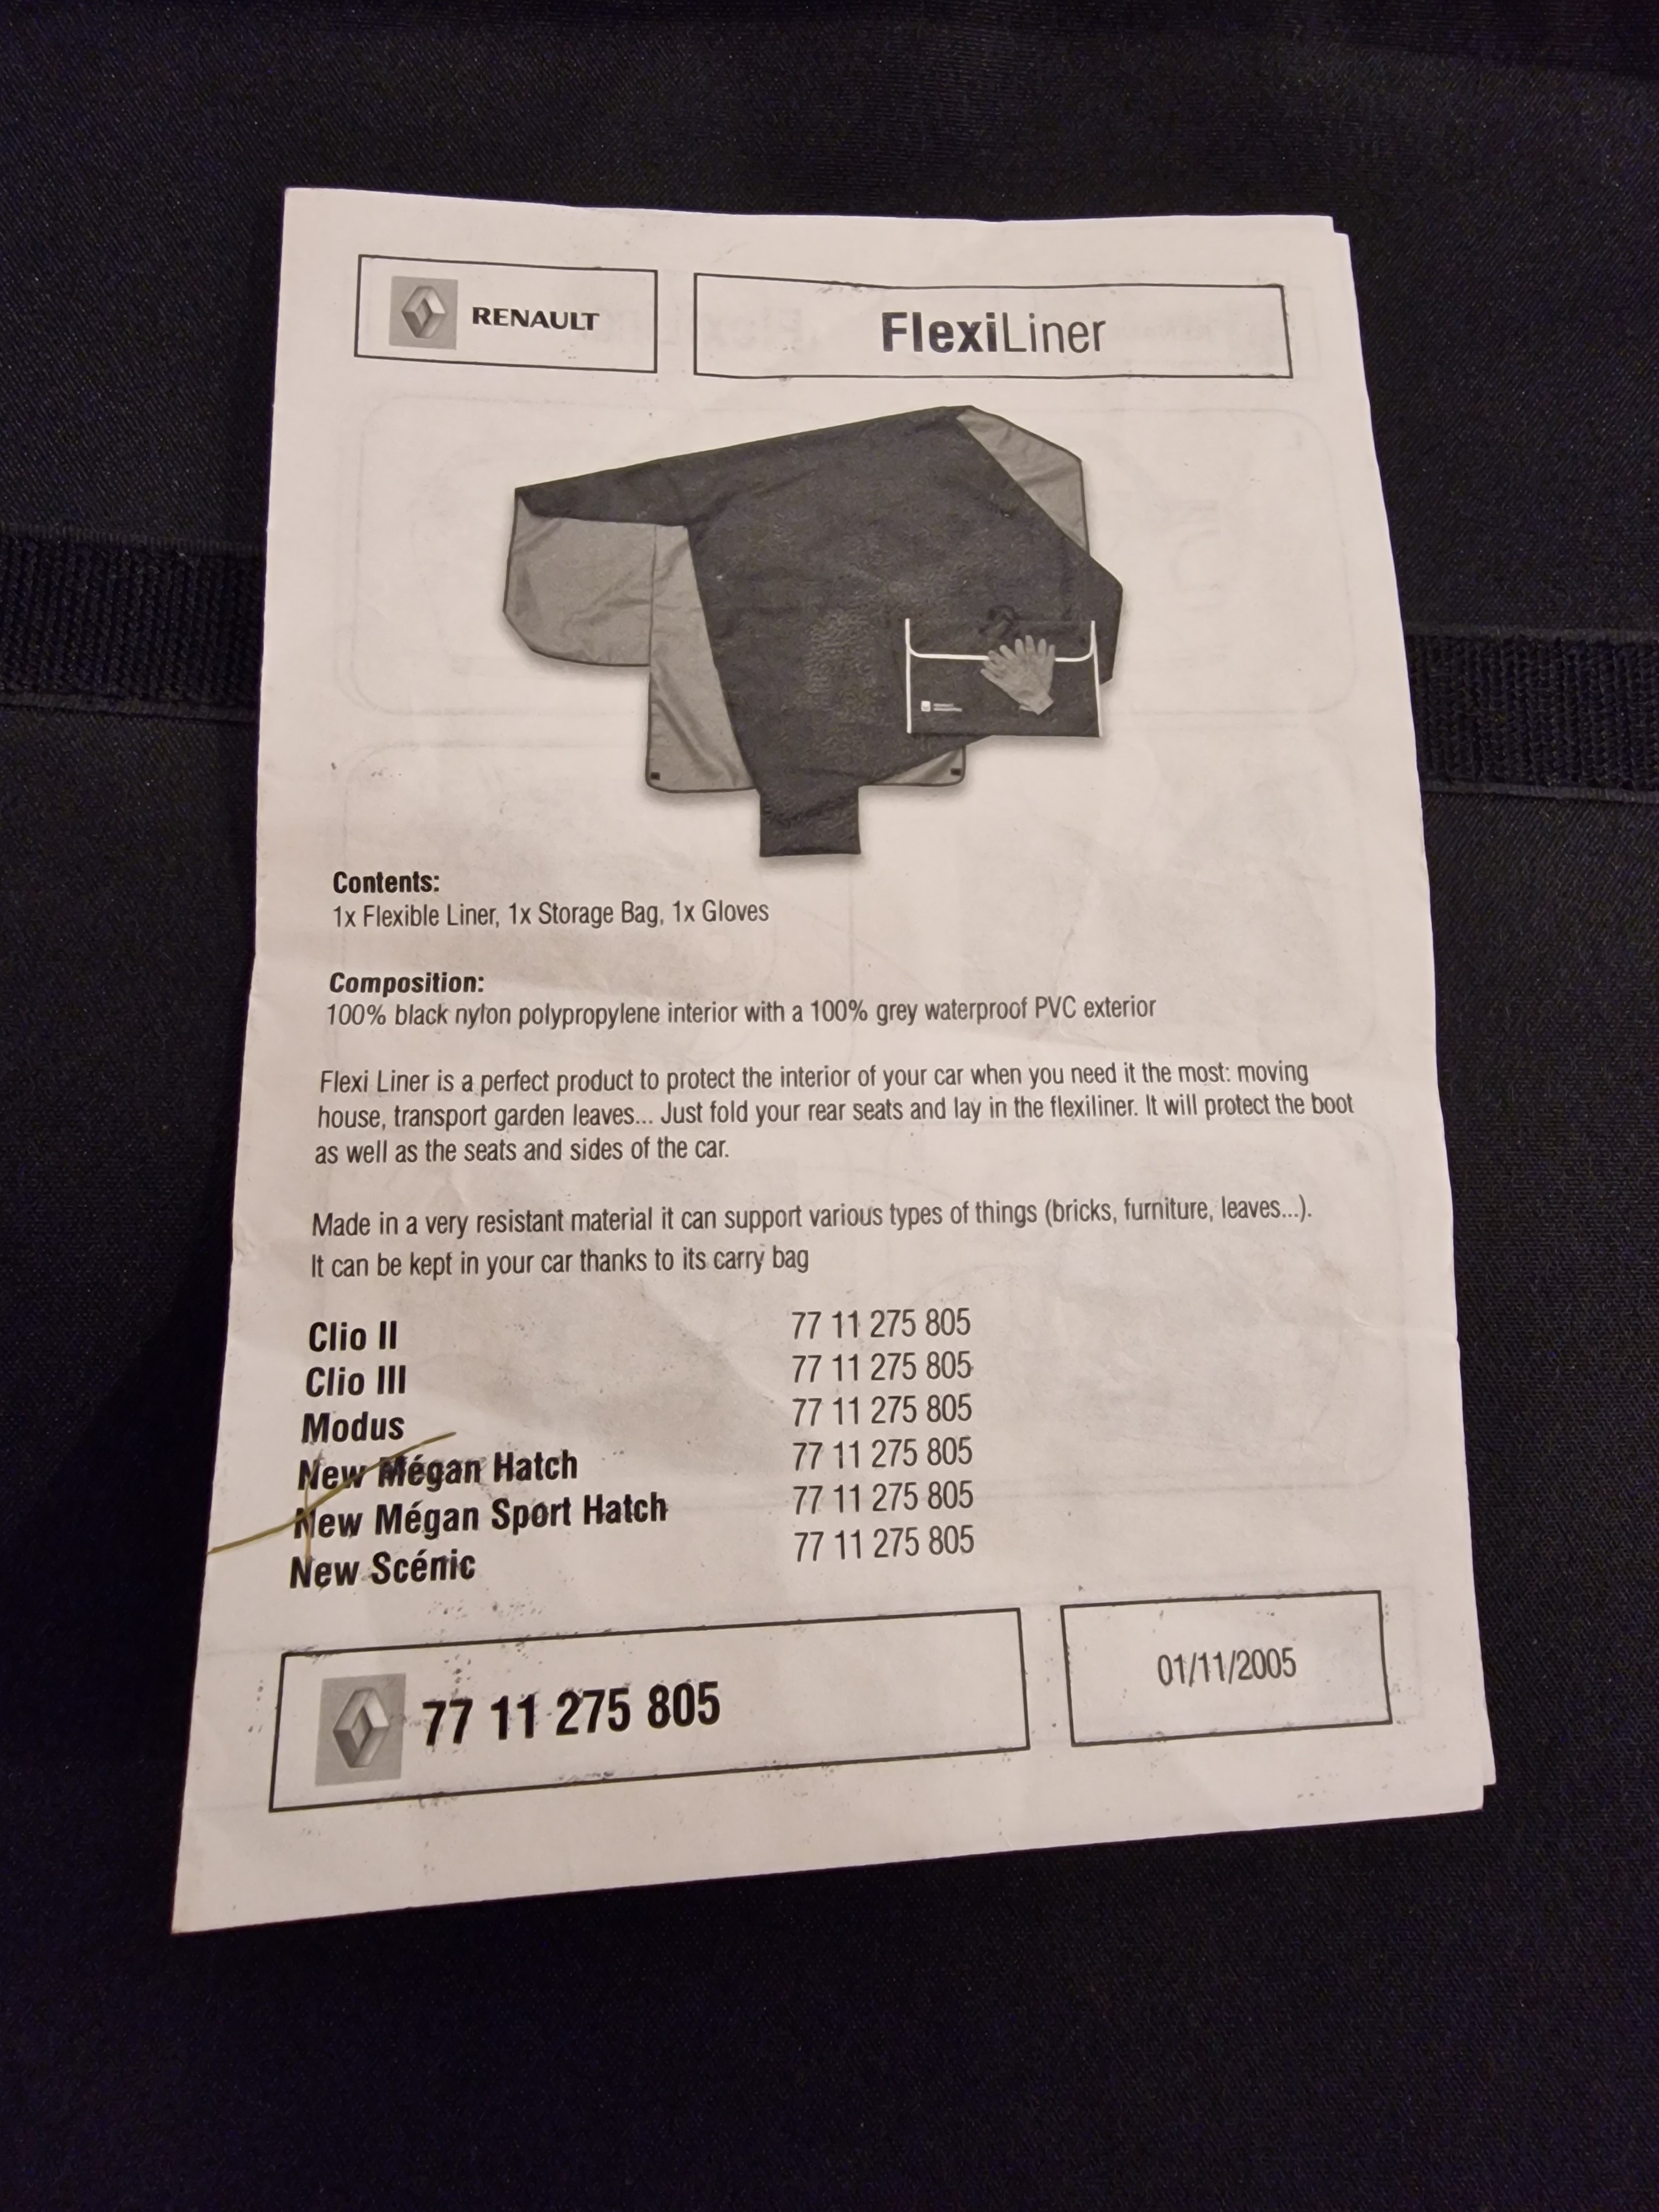 RENAULT
FlexiLiner
Contents:
1x Flexible Liner, 1x Storage Bag, 1x Gloves
Composition:
100% black nylon polypropylene interior with a 100% grey waterproof PVC exterior
Flexi Liner is a perfect product to protect the interior of your car when you need it the most: moving
house, transport garden leaves... Just fold your rear seats and lay in the flexiliner. It will protect the boot
as well as the seats and sides of the car.
Made in a very resistant material it can support various types of things (bricks, furniture, leaves...).
It can be kept in your car thanks to its carry bag
Clio II 77 11 275 805
Clio III 77 11 275 805
Modus 77 11 275 805
New Mégan Hatch 77 11 275 805
New Mégan Sport Hatch 77 11 275 805
New Scénic 77 11 275 805
77 11 275 805
01/11/2005